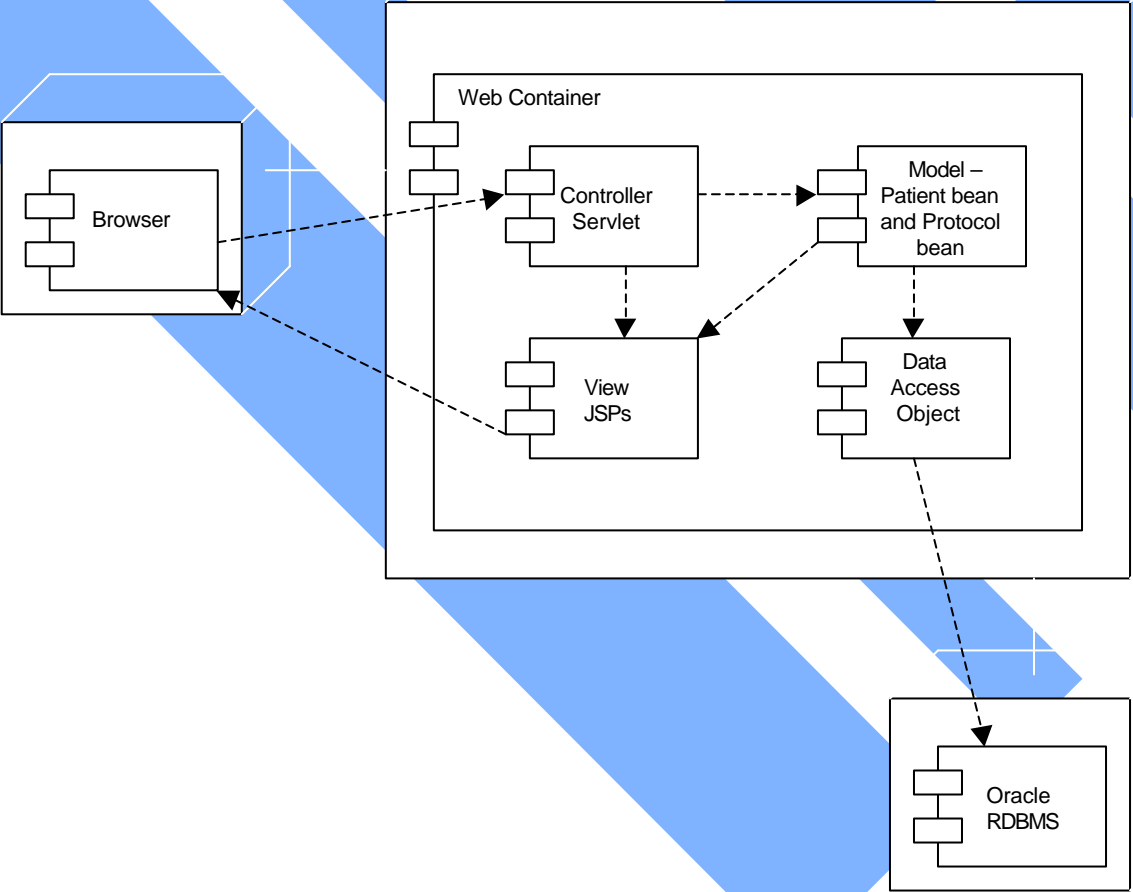 Web Container
Browser
Controller
Servlet
Model –
Patient bean
and Protocol
bean
View
JSPs
Data
Access
Object
Oracle
RDBMS